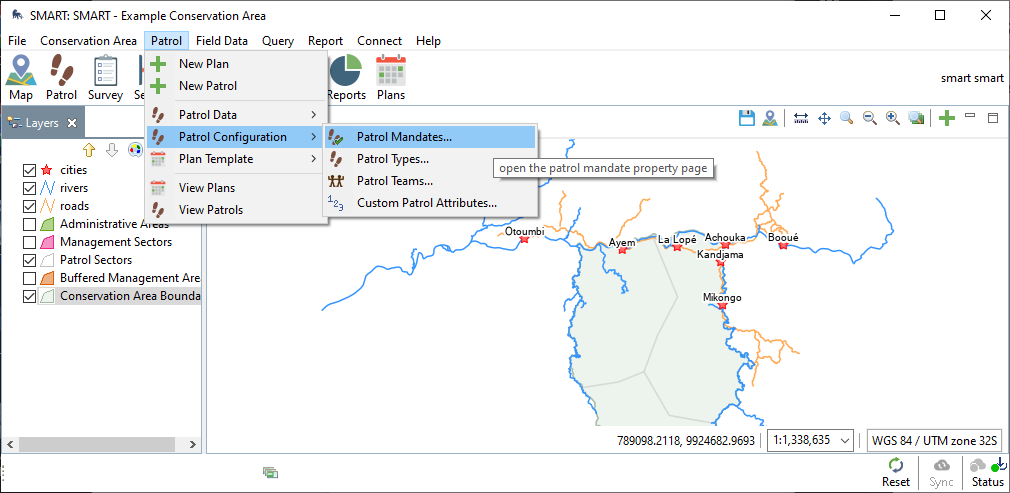 SMART: SMART - Example Conservation Area
File Conservation Area Patrol Field Data Query Report Connect Help
Map Patrol Survey Reports Plans
smart smart
New Plan
New Patrol
Patrol Data
Patrol Configuration
Plan Template
View Plans
View Patrols
Patrol Mandates...
Patrol Types...
Patrol Teams...
Custom Patrol Attributes...
open the patrol mandate property page
Layers
cities
rivers
roads
Administrative Areas
Management Sectors
Patrol Sectors
Buffered Management Are
Conservation Area Bounda
Otoumbi
Ayem
La Lopé
Achouka
Booué
Kandjama
Mikongo
789098.2118, 9924682.9693
1:1,338,635
WGS 84 / UTM zone 32S
Reset Sync Status